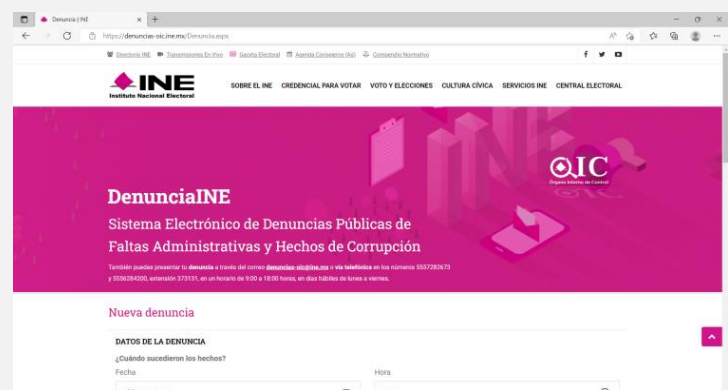 Denuncia | INE
https://denuncias-oic.ine.mx/Denuncia.aspx
Directorio INE Transmisiones En Vivo Gaceta Electoral Agenda Consejeros (As) Compendio Normativo
INE
Instituto Nacional Electoral
SOBRE EL INE CREDENCIAL PARA VOTAR VOTO Y ELECCIONES CULTURA CÍVICA SERVICIOS INE CENTRAL ELECTORAL
OIC
Órgano Interno de Control
DenunciaINE
Sistema Electrónico de Denuncias Públicas de
Faltas Administrativas y Hechos de Corrupción
También puedes presentar tu denuncia a través del correo denuncias-oic@ine.mx o vía telefónica en los números 5557282673
y 5556284200, extensión 373131, en un horario de 9:00 a 18:00 horas, en días hábiles de lunes a viernes.
Nueva denuncia
DATOS DE LA DENUNCIA
¿Cuándo sucedieron los hechos?
Fecha Hora